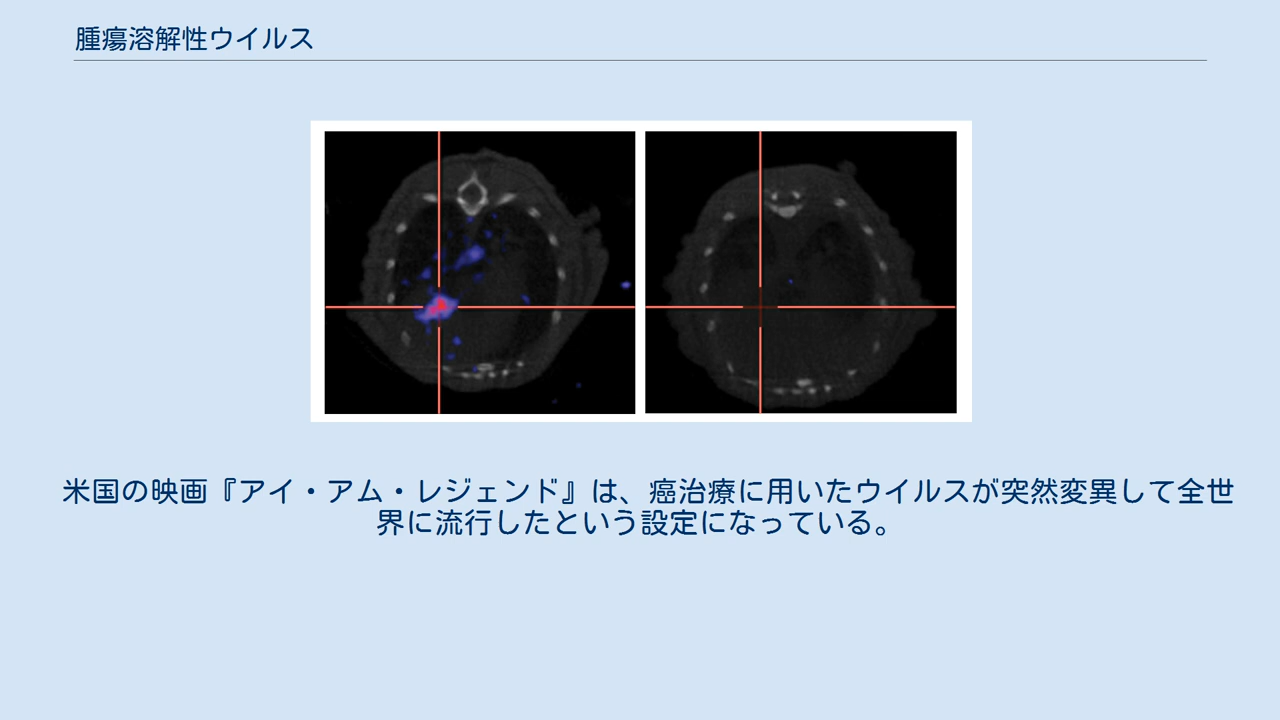 腫瘍溶解性ウイルス
米国の映画『アイ・アム・レジェンド』は、癌治療に用いたウイルスが突然変異して全世
界に流行したという設定になっている。